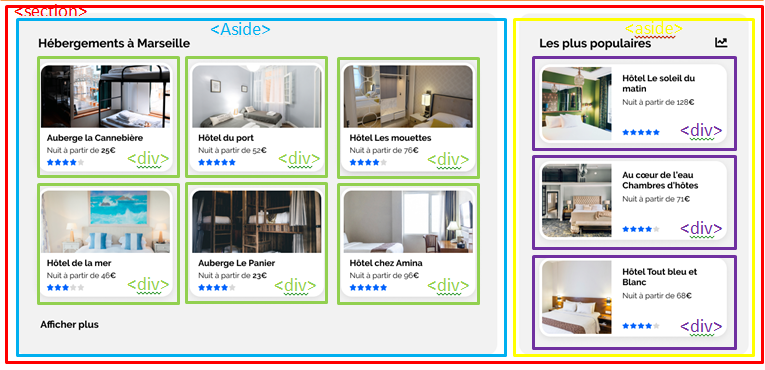 <section>
<Aside>
<aside>
Hébergements à Marseille
Les plus populaires
Auberge la Cannebière
Nuit à partir de 25€
<div>
Hôtel du port
Nuit à partir de 52€
<div>
Hôtel Les mouettes
Nuit à partir de 76€
<div>
Hôtel de la mer
Nuit à partir de 46€
<div>
Auberge Le Panier
Nuit à partir de 23€
<div>
Hôtel chez Amina
Nuit à partir de 96€
<div>
Afficher plus
Hôtel Le soleil du
matin
Nuit à partir de 128€
<div>
Au cœur de l'eau
Chambres d'hôtes
Nuit à partir de 71€
<div>
Hôtel Tout bleu et
Blanc
Nuit à partir de 68€
<div>